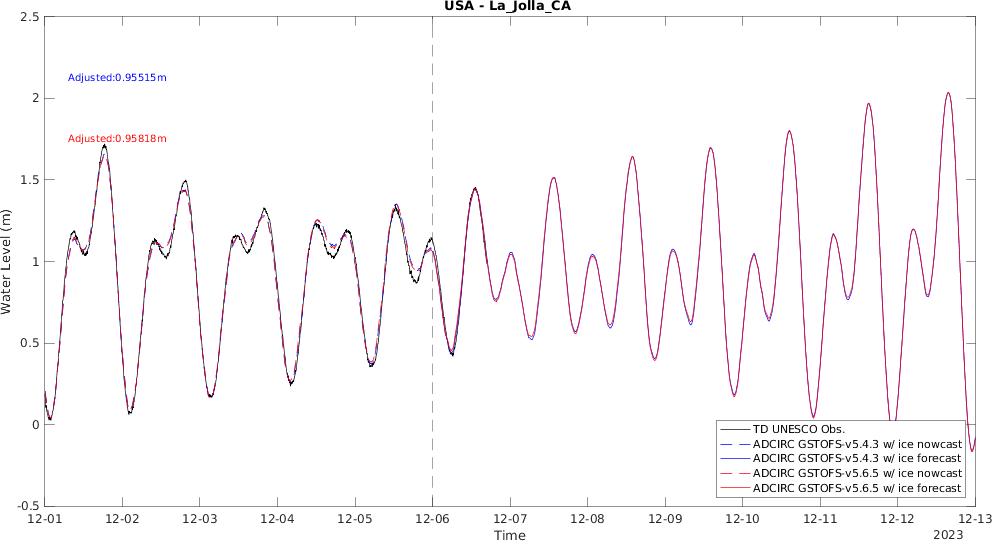 USA - La_Jolla_CA
2.5
2
1.5
1
0.5
0
-0.5
Water Level (m)
Adjusted:0.95515m
Adjusted:0.95818m
TD UNESCO Obs.
ADCIRC GSTOFS-v5.4.3 w/ ice nowcast
ADCIRC GSTOFS-v5.4.3 w/ ice forecast
ADCIRC GSTOFS-v5.6.5 w/ ice nowcast
ADCIRC GSTOFS-v5.6.5 w/ ice forecast
12-01 12-02 12-03 12-04 12-05 12-06 12-07 12-08 12-09 12-10 12-11 12-12 12-13
Time
2023